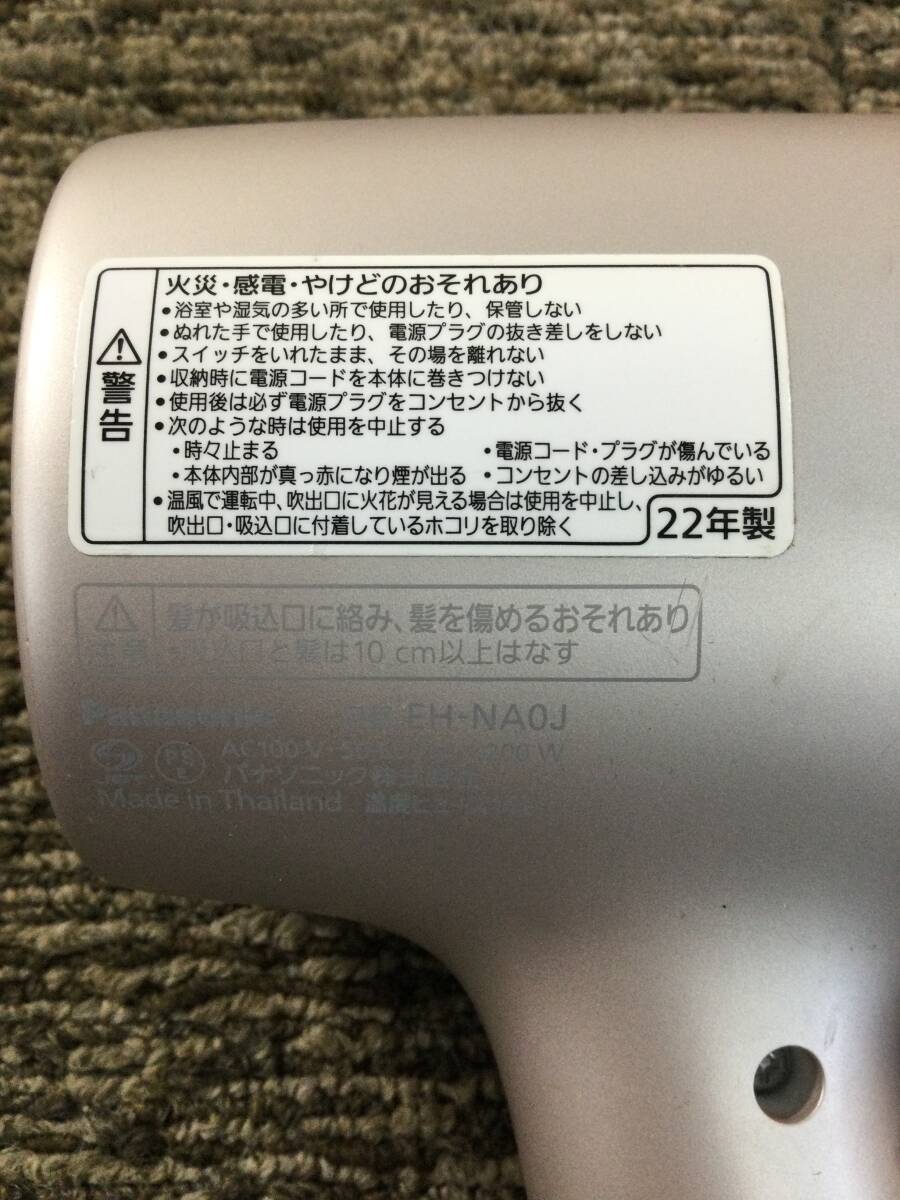 警告
火災・感電・やけどのおそれあり
•浴室や湿気の多い所で使用したり、保管しない
•ぬれた手で使用したり、電源プラグの抜き差しをしない
•スイッチをいれたまま、その場を離れない
•収納時に電源コードを本体に巻きつけない
•使用後は必ず電源プラグをコンセントから抜く
•次のような時は使用を中止する
・時々止まる ・電源コード・プラグが傷んでいる
・本体内部が真っ赤になり煙が出る ・コンセントの差し込みがゆるい
•温風で運転中、吹出口に火花が見える場合は使用を中止し、
吹出口・吸込口に付着しているホコリを取り除く
22年製
髪が吸込口に絡み、髪を傷めるおそれあり
と髪は10 cm以上はなす
Panasonic EH-NA0J
AC100 V
パナソニック株式会社
Made in Thailand